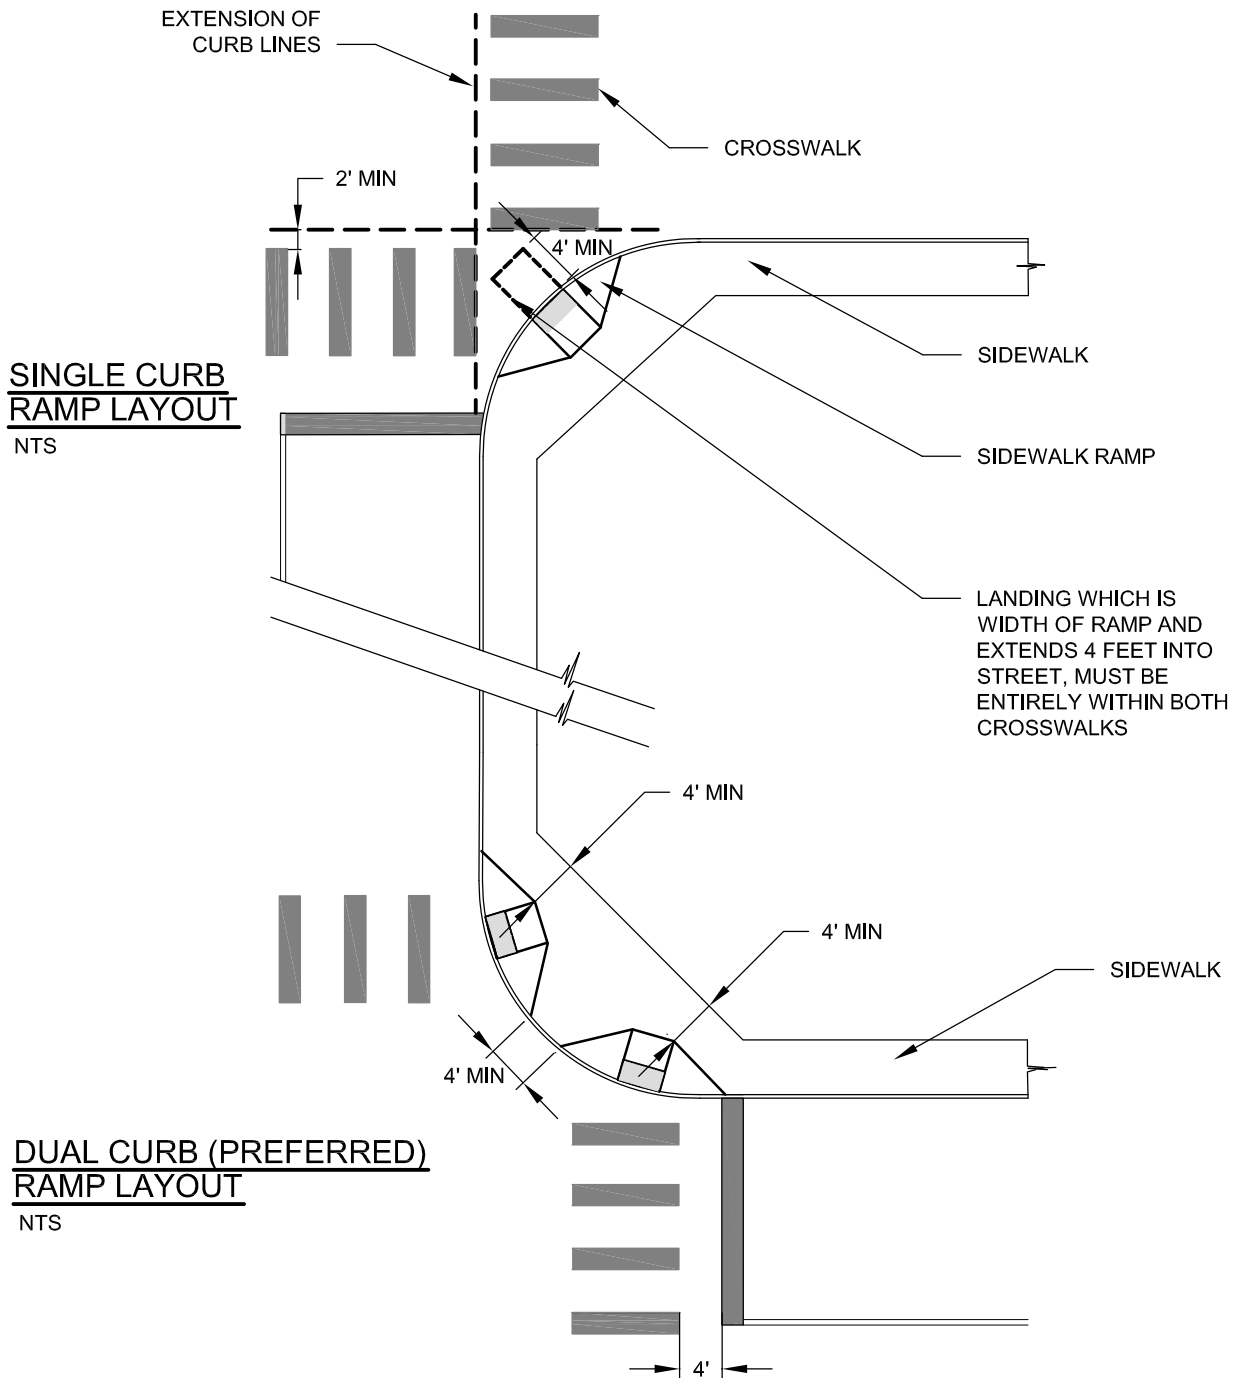 EXTENSION OF
CURB LINES
CROSSWALK
2' MIN
4' MIN
SIDEWALK
SINGLE CURB
RAMP LAYOUT
NTS
SIDEWALK RAMP
LANDING WHICH IS
WIDTH OF RAMP AND
EXTENDS 4 FEET INTO
STREET, MUST BE
ENTIRELY WITHIN BOTH
CROSSWALKS
4' MIN
4' MIN
SIDEWALK
4' MIN
DUAL CURB (PREFERRED)
RAMP LAYOUT
NTS
4'